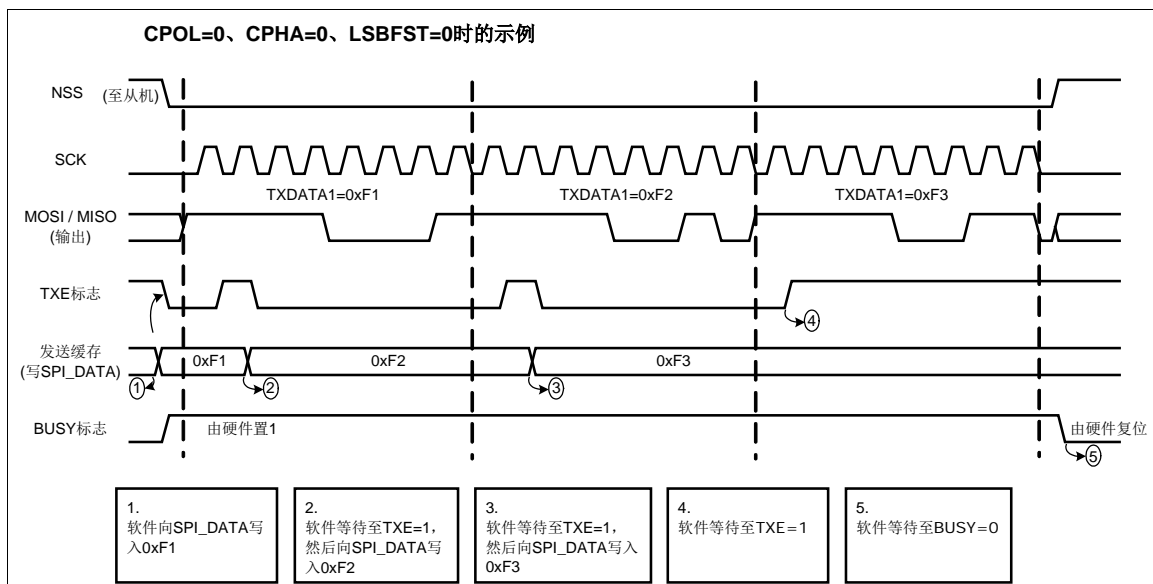 CPOL=0、CPHA=0、LSBFST=0时的示例
NSS (至从机)
SCK
TXDATA1=0xF1 TXDATA1=0xF2 TXDATA1=0xF3
MOSI / MISO
(输出)
TXE标志
④
发送缓存
(写SPI_DATA)
0xF1 0xF2 0xF3
① ② ③
BUSY标志
由硬件置1
由硬件复位
⑤
1.
软件向SPI_DATA写
入0xF1
2.
软件等待至TXE=1,
然后向SPI_DATA写
入0xF2
3.
软件等待至TXE=1,
然后向SPI_DATA写入
0xF3
4.
软件等待至TXE=1
5.
软件等待至BUSY=0